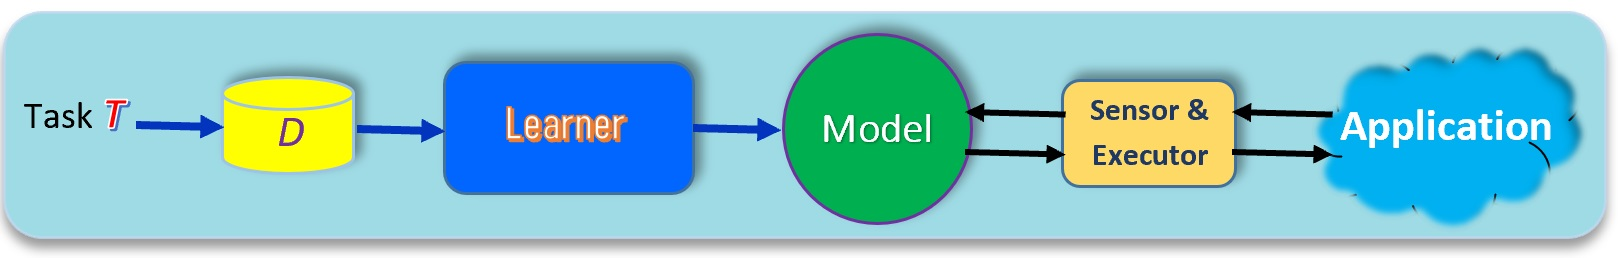 Task T
D
Learner
Model
Sensor &
Executor
Application